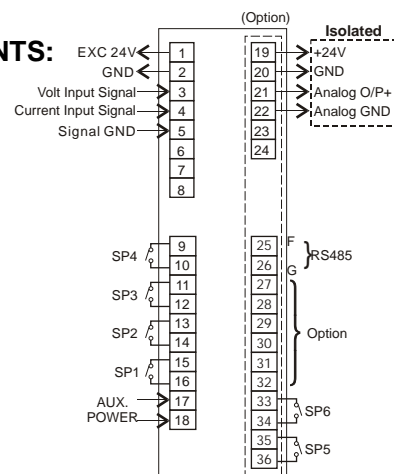 (Option)
Isolated
NTS:
EXC 24V 1 19 +24V
GND 2 20 GND
Volt Input Signal 3 21 Analog O/P+
Current Input Signal 4 22 Analog GND
Signal GND 5 23
6 24
7
8
SP4 9 25 F RS485
10 26 G
SP3 11 27
12 28
SP2 13 29 Option
14 30
SP1 15 31
16 32
AUX. 17 33 SP6
POWER 18 34
35 SP5
36